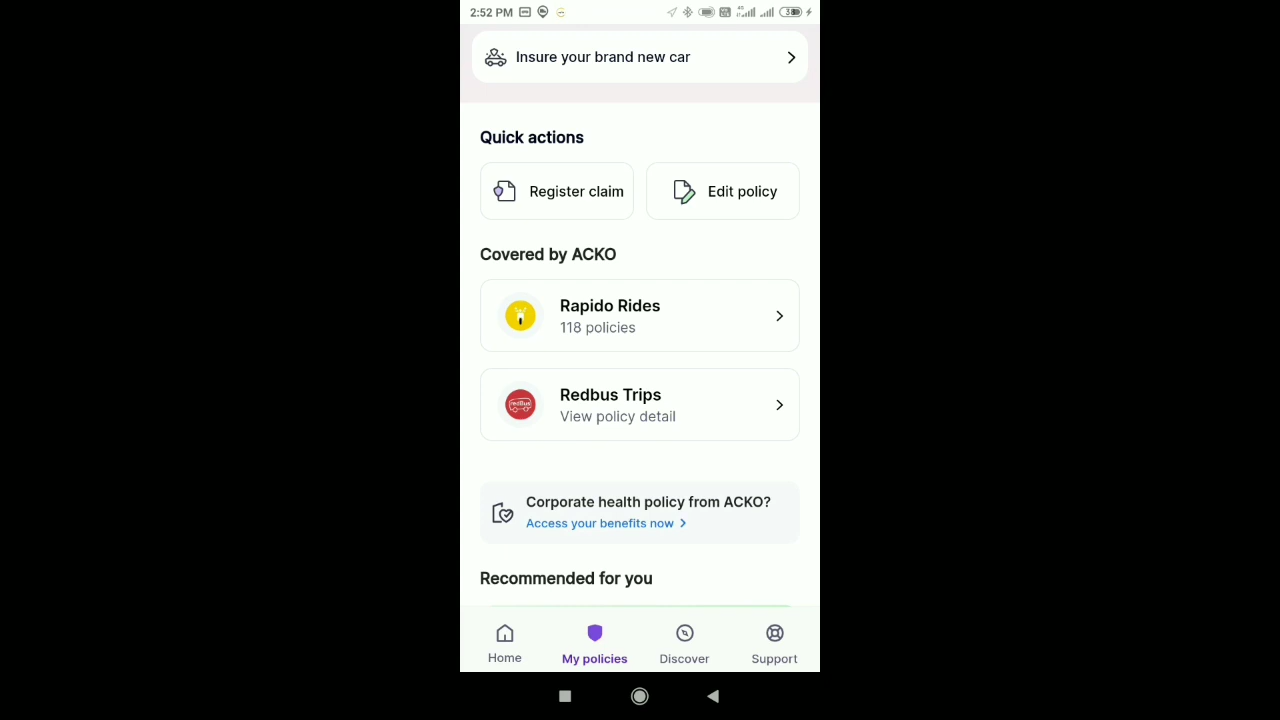 2:52 PM
Insure your brand new car
Quick actions
Register claim
Edit policy
Covered by ACKO
Rapido Rides
118 policies
redBus
Redbus Trips
View policy detail
Corporate health policy from ACKO?
Access your benefits now
Recommended for you
Home
My policies
Discover
Support